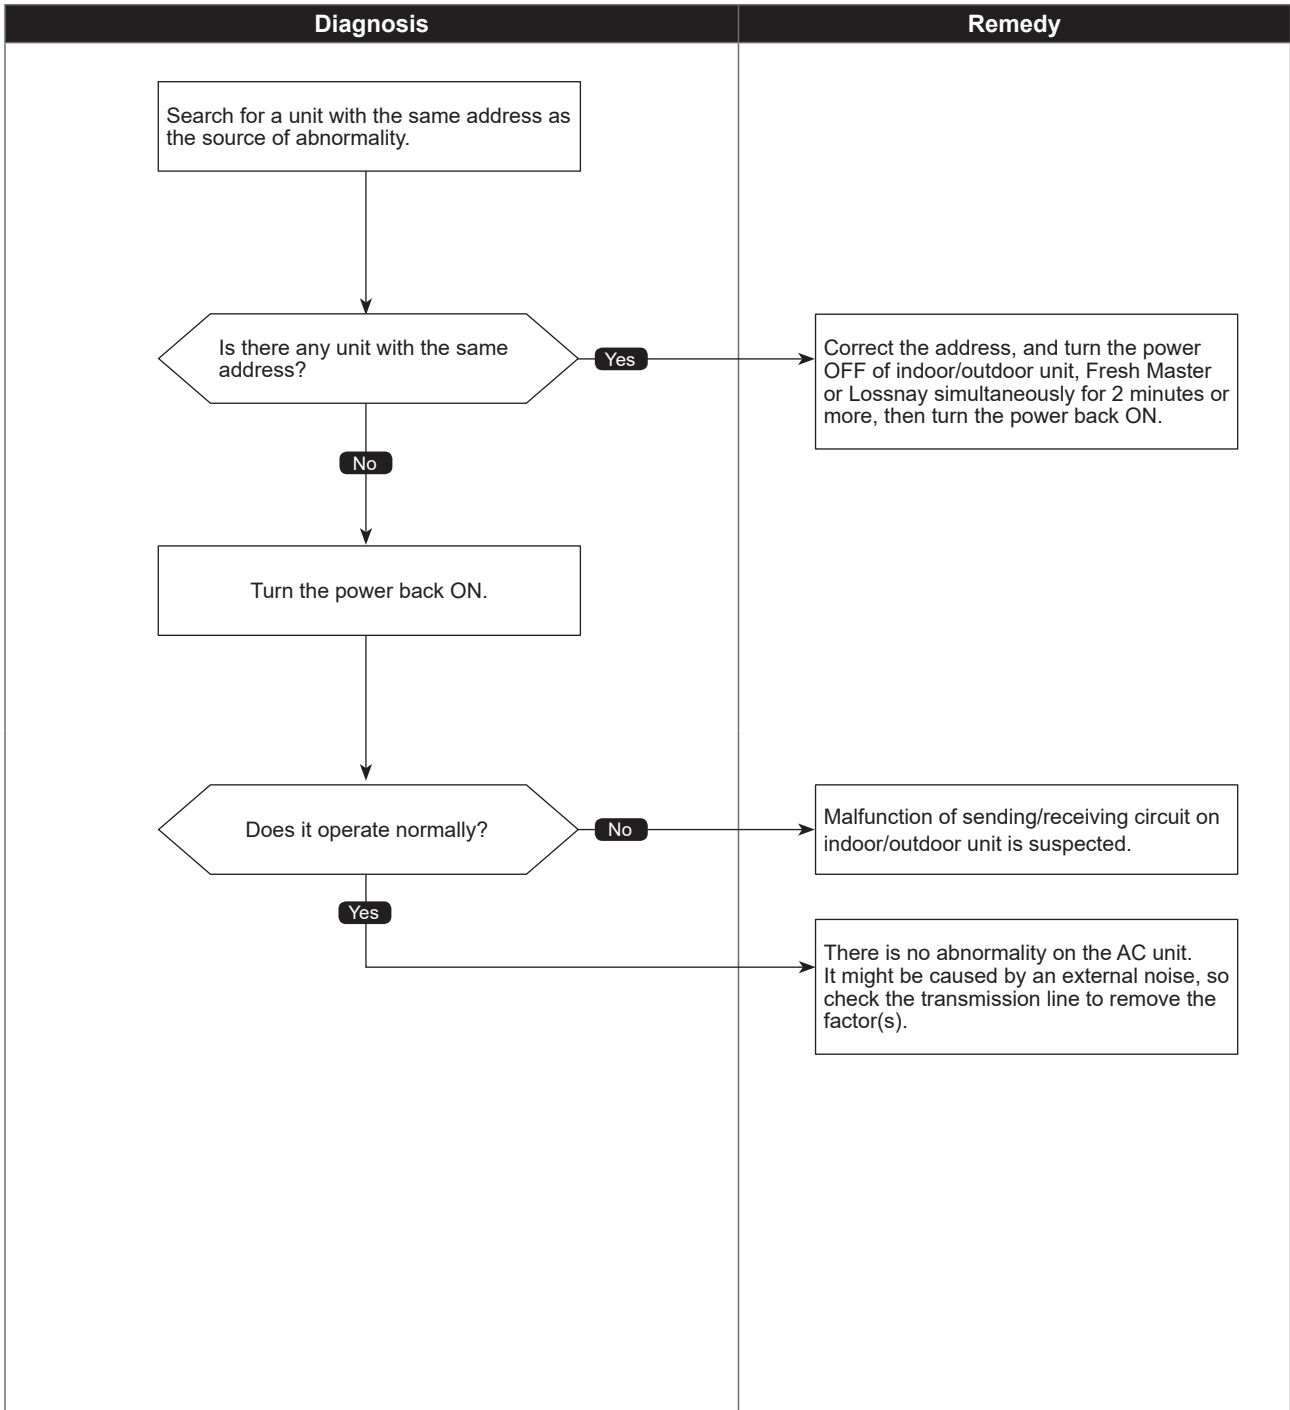 Diagnosis
Remedy
Search for a unit with the same address as
the source of abnormality.
Is there any unit with the same
address?
Yes
Correct the address, and turn the power
OFF of indoor/outdoor unit, Fresh Master
or Lossnay simultaneously for 2 minutes or
more, then turn the power back ON.
No
Turn the power back ON.
Does it operate normally?
No
Malfunction of sending/receiving circuit on
indoor/outdoor unit is suspected.
Yes
There is no abnormality on the AC unit.
It might be caused by an external noise, so
check the transmission line to remove the
factor(s).